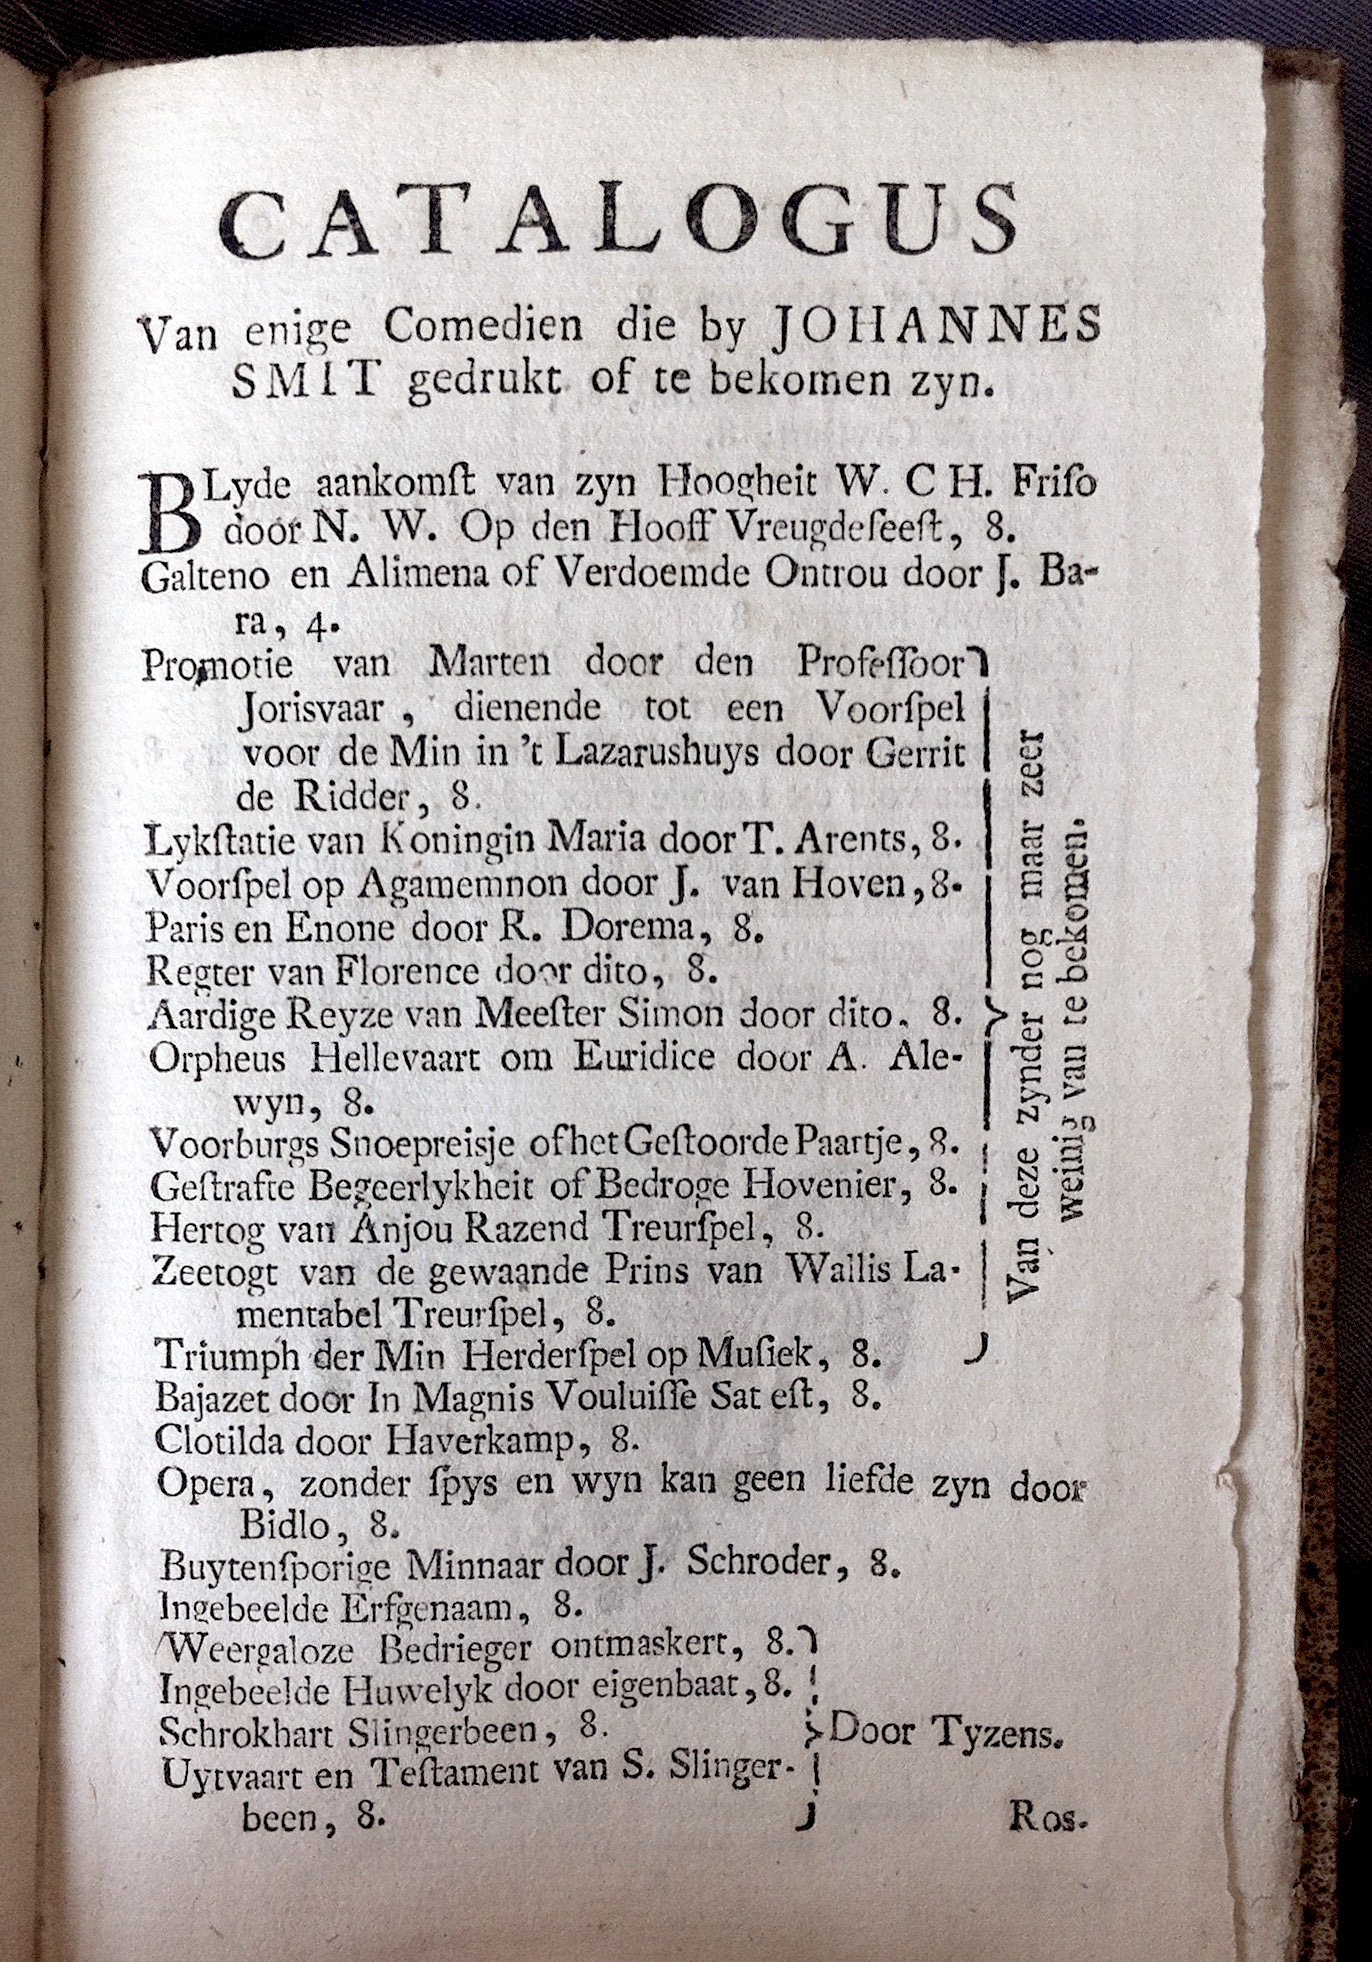 CATALOGUS
Van enige Comedien die by JOHANNES
SMIT gedrukt of te bekomen zyn.
BLyde aankomſt van zyn Hoogheit W. C H. Friſo
door N. W. Op den Hooff Vreugdefeeſt, 8.
Galteno en Alimena of Verdoemde Ontrou door J. Ba-
ra, 4.
Promotie van Marten door den Profeſſoor
Jorisvaar, dienende tot een Voorſpel
voor de Min in 't Lazarushuys door Gerrit
de Ridder, 8.
Lykſtatie van Koningin Maria door T. Arents, 8.
Voorſpel op Agamemnon door J. van Hoven, 8.
Paris en Enone door R. Dorema, 8.
Regter van Florence door dito, 8.
Aardige Reyze van Meeſter Simon door dito. 8.
Orpheus Hellevaart om Euridice door A. Ale-
wyn, 8.
Voorburgs Snoepreisje of het Geſtoorde Paartje, 8.
Geſtrafte Begeerlykheit of Bedroge Hovenier, 8.
Hertog van Anjou Razend Treurſpel, 8.
Zeetogt van de gewaande Prins van Wallis La-
mentabel Treurſpel, 8.
Triumph der Min Herderſpel op Muſiek, 8.
Van deze zynder nog maar zeer
weinig van te bekomen.
Bajazet door In Magnis Vouluiſſe Sat eſt, 8.
Clotilda door Haverkamp, 8.
Opera, zonder ſpys en wyn kan geen liefde zyn door
Bidlo, 8.
Buytenſporige Minnaar door J. Schroder, 8.
Ingebeelde Erfgenaam, 8.
Weergaloze Bedrieger ontmaskert, 8.
Ingebeelde Huwelyk door eigenbaat, 8.
Schrokhart Slingerbeen, 8.
Uytvaart en Teſtament van S. Slinger-
been, 8.
Door Tyzens.
Ros.